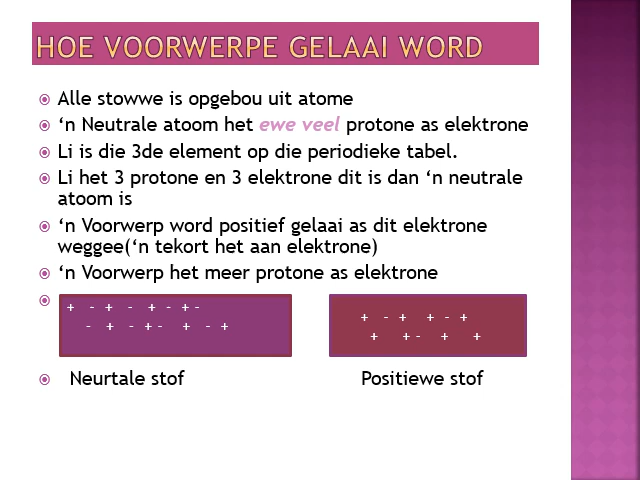 HOE VOORWERPE GELAAI WORD
Alle stowwe is opgebou uit atome
‘n Neutrale atoom het ewe veel protone as elektrone
Li is die 3de element op die periodieke tabel.
Li het 3 protone en 3 elektrone dit is dan ‘n neutrale
atoom is
‘n Voorwerp word positief gelaai as dit elektrone
weggee(‘n tekort het aan elektrone)
‘n Voorwerp het meer protone as elektrone
+ - + - + - + -
- + - + - + - +
+ - + + - +
+ + - + +
Neurtale stof Positiewe stof